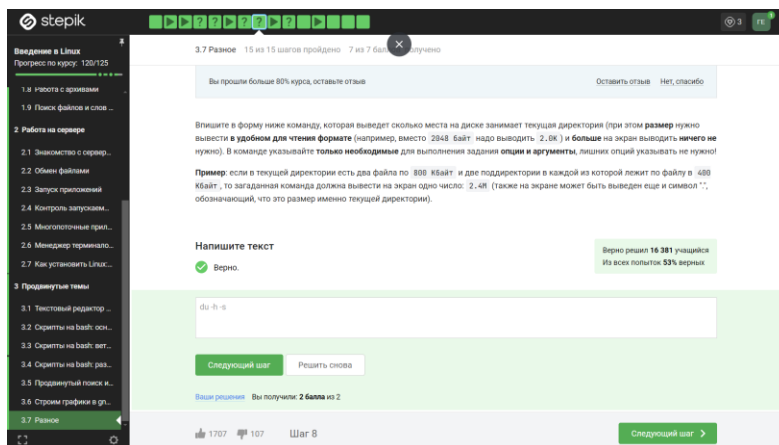 stepik
3
ГЕ
Введение в Linux
Прогресс по курсу: 120/125
1.8 Работа с архивами
1.9 Поиск файлов и слов ...
2 Работа на сервере
2.1 Знакомство с сервер...
2.2 Обмен файлами
2.3 Запуск приложений
2.4 Контроль запускаем...
2.5 Многопоточные прил...
2.6 Менеджер терминало...
2.7 Как установить Linux:...
3 Продвинутые темы
3.1 Текстовый редактор ...
3.2 Скрипты на bash: осн...
3.3 Скрипты на bash: вет...
3.4 Скрипты на bash: раз...
3.5 Продвинутый поиск и...
3.6 Строим графики в gn...
3.7 Разное
3.7 Разное 15 из 15 шагов пройдено 7 из 7 бал получено
Вы прошли больше 80% курса, оставьте отзыв Оставить отзыв Нет, спасибо
Впишите в форму ниже команду, которая выведет сколько места на диске занимает текущая директория (при этом размер нужно
вывести в удобном для чтения формате (например, вместо 2048 байт надо выводить 2.0K) и больше на экран выводить ничего не
нужно). В команде указывайте только необходимые для выполнения задания опции и аргументы, лишних опций указывать не нужно!
Пример: если в текущей директории есть два файла по 800 Кбайт и две поддиректории в каждой из которой лежит по файлу в 400
Кбайт, то загаданная команда должна вывести на экран одно число: 2.4M (также на экране может быть выведен еще и символ ".",
обозначающий, что это размер именно текущей директории).
Напишите текст
Верно.
Верно решил 16 381 учащийся
Из всех попыток 53% верных
du -h -s
Следующий шаг
Решить снова
Ваши решения Вы получили: 2 балла из 2
1707 107 Шаг 8
Следующий шаг